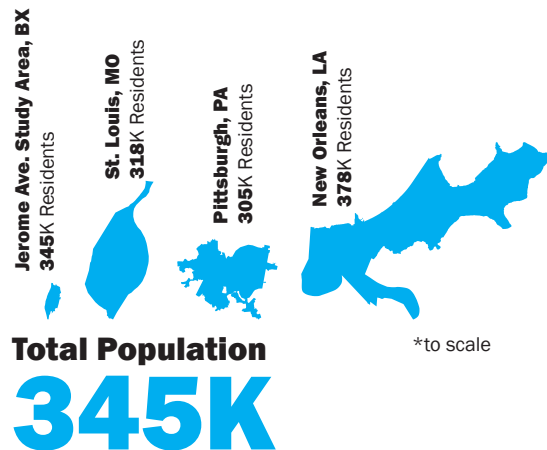 Jerome Ave. Study Area, BX
345K Residents
St. Louis, MO
318K Residents
Pittsburgh, PA
305K Residents
New Orleans, LA
378K Residents
Total Population
*to scale
345K